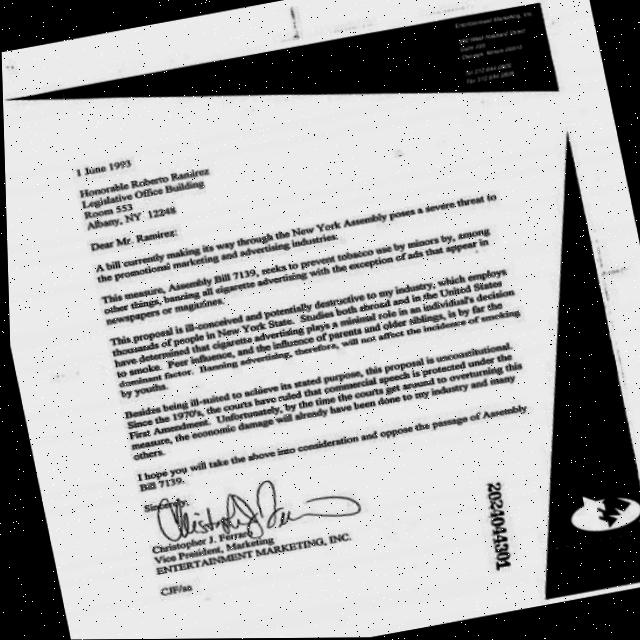 1 June 1993
Honorable Roberto Ramirez
Legislative Office Building
Room 553
Albany, NY 12248
Dear Mr. Ramirez:
A bill currently making its way through the New York Assembly poses a severe threat to
the promotional marketing and advertising industries.
This measure, Assembly Bill 7139, seeks to prevent tobacco use by minors by, among
other things, banning all cigarette advertising with the exception of ads that appear in
newspapers or magazines.
This proposal is ill-conceived and potentially destructive to my industry, which employs
thousands of people in New York State. Studies both abroad and in the United States
have determined that cigarette advertising plays a minimal role in an individual's decision
to smoke. Peer influence, and the influence of parents and older siblings, is by far the
dominant factor. Banning advertising, therefore, will not affect the incidence of smoking
by youths.
Besides being ill-suited to achieve its stated purpose, this proposal is unconstitutional.
Since the 1970's, the courts have ruled that commercial speech is protected under the
First Amendment. Unfortunately, by the time the courts get around to overturning this
measure, the economic damage will already have been done to my industry and many
others.
I hope you will take the above into consideration and oppose the passage of Assembly
Bill 7139.
Sincerely,
Christopher J. Ferraro
Vice President, Marketing
ENTERTAINMENT MARKETING, INC.
CJF/so
2024044301